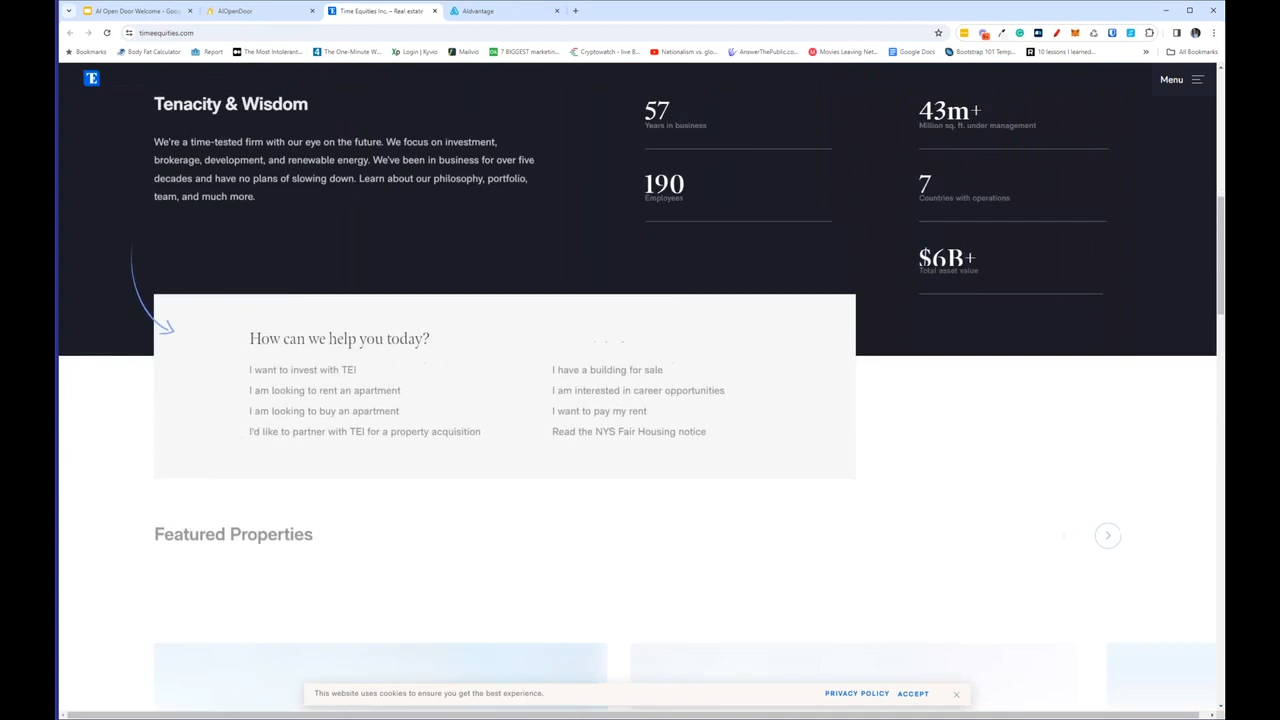 AI Open Door Welcome - Goog
AIOpenDoor
Time Equities Inc. – Real estate
AIdvantage
timeequities.com
Bookmarks
Body Fat Calculator
Report
The Most Intolerant...
The One-Minute W...
Login | Kyvio
Mailvio
7 BIGGEST marketin...
Cryptowatch - live B...
Nationalism vs. glo...
AnswerThePublic.co...
Movies Leaving Net...
Google Docs
Bootstrap 101 Temp...
10 lessons I learned...
All Bookmarks
TE
Menu
Tenacity & Wisdom
We're a time-tested firm with our eye on the future. We focus on investment,
brokerage, development, and renewable energy. We've been in business for over five
decades and have no plans of slowing down. Learn about our philosophy, portfolio,
team, and much more.
57
Years in business
43m+
Million sq. ft. under management
190
Employees
7
Countries with operations
$6B+
Total asset value
How can we help you today?
I want to invest with TEI
I am looking to rent an apartment
I am looking to buy an apartment
I'd like to partner with TEI for a property acquisition
I have a building for sale
I am interested in career opportunities
I want to pay my rent
Read the NYS Fair Housing notice
Featured Properties
This website uses cookies to ensure you get the best experience.
PRIVACY POLICY
ACCEPT